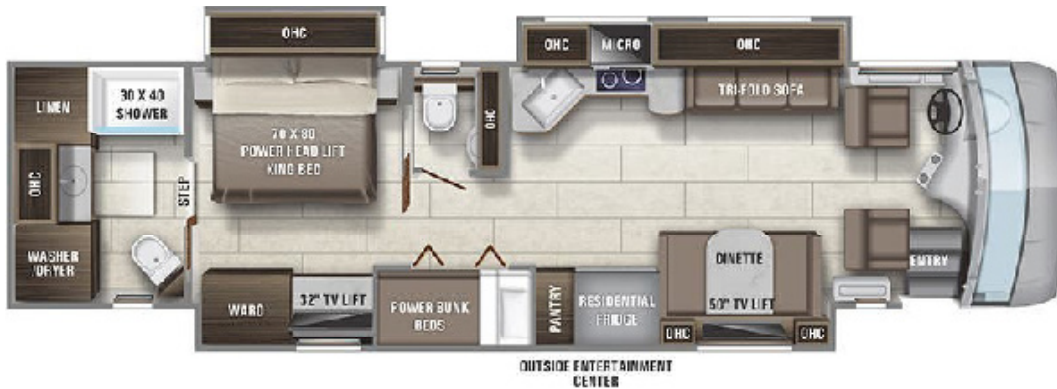 OHC
OHC
MICRO
OHC
LINEN
30 X 40
SHOWER
70 X 80
POWER HEAD LIFT
KING BED
OHC
TRI-FOLD SOFA
OHC
STEP
WASHER
/DRYER
WARD
32" TV LIFT
POWER BUNK
BEDS
PANTRY
RESIDENTIAL
FRIDGE
DINETTE
50" TV LIFT
OHC
OHC
ENTRY
OUTSIDE ENTERTAINMENT
CENTER